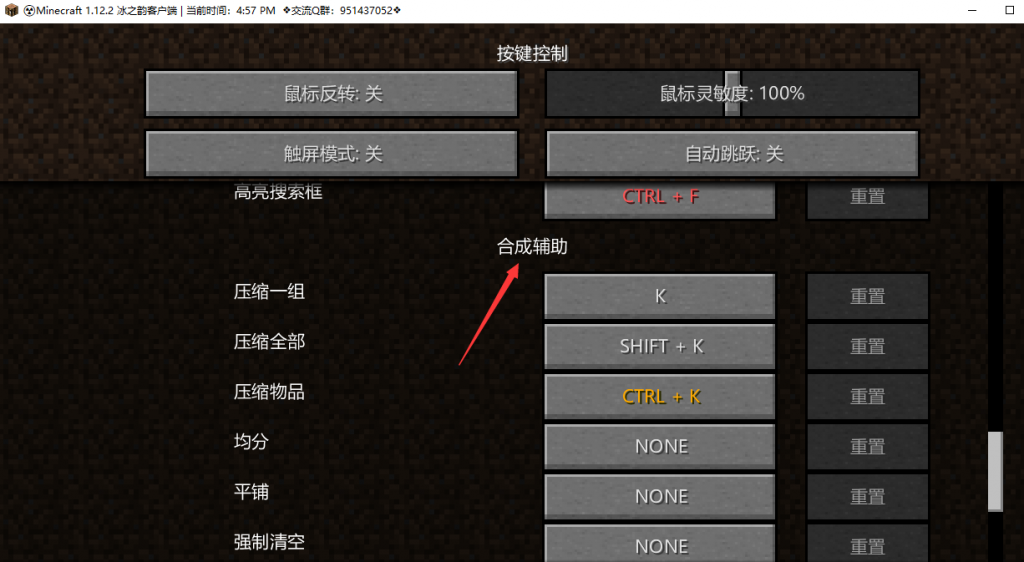 Minecraft 1.12.2 冰之韵客户端 | 当前时间：4:57 PM ❖交流Q群：951437052❖
按键控制
鼠标反转: 关
鼠标灵敏度: 100%
触屏模式: 关
自动跳跃: 关
高亮搜索框 CTRL + F 重置
合成辅助
压缩一组 K 重置
压缩全部 SHIFT + K 重置
压缩物品 CTRL + K 重置
均分 NONE 重置
平铺 NONE 重置
强制清空 NONE 重置